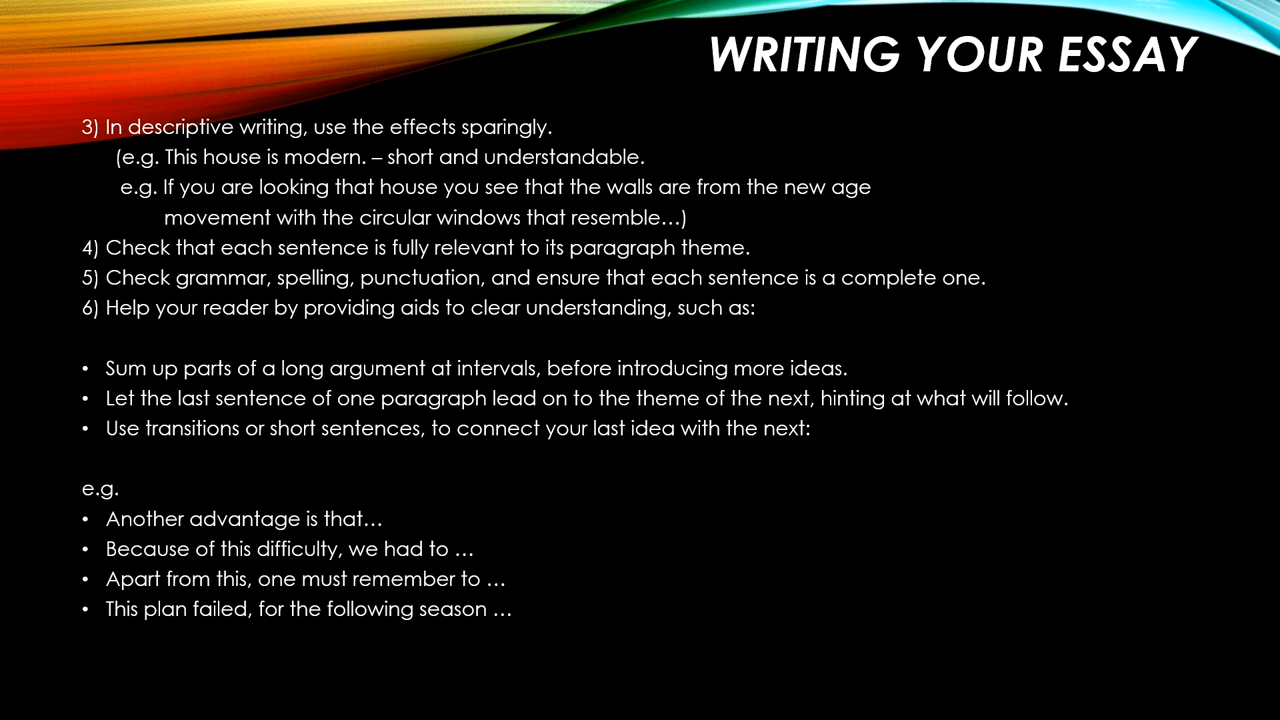 WRITING YOUR ESSAY
3) In descriptive writing, use the effects sparingly.
(e.g. This house is modern. – short and understandable.
e.g. If you are looking that house you see that the walls are from the new age
movement with the circular windows that resemble…)
4) Check that each sentence is fully relevant to its paragraph theme.
5) Check grammar, spelling, punctuation, and ensure that each sentence is a complete one.
6) Help your reader by providing aids to clear understanding, such as:
• Sum up parts of a long argument at intervals, before introducing more ideas.
• Let the last sentence of one paragraph lead on to the theme of the next, hinting at what will follow.
• Use transitions or short sentences, to connect your last idea with the next:
e.g.
• Another advantage is that…
• Because of this difficulty, we had to …
• Apart from this, one must remember to …
• This plan failed, for the following season …